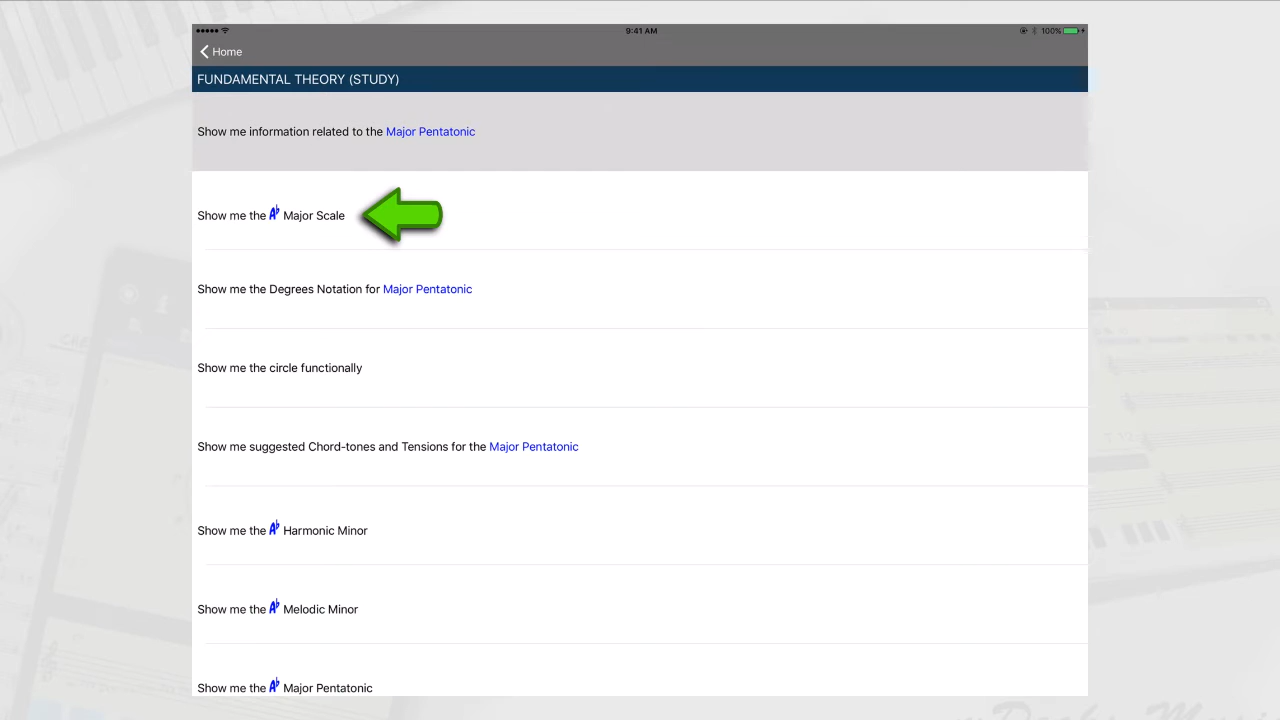 9:41 AM
100%
Home
FUNDAMENTAL THEORY (STUDY)
Show me information related to the Major Pentatonic
Show me the A♭ Major Scale
Show me the Degrees Notation for Major Pentatonic
Show me the circle functionally
Show me suggested Chord-tones and Tensions for the Major Pentatonic
Show me the A♭ Harmonic Minor
Show me the A♭ Melodic Minor
Show me the A♭ Major Pentatonic